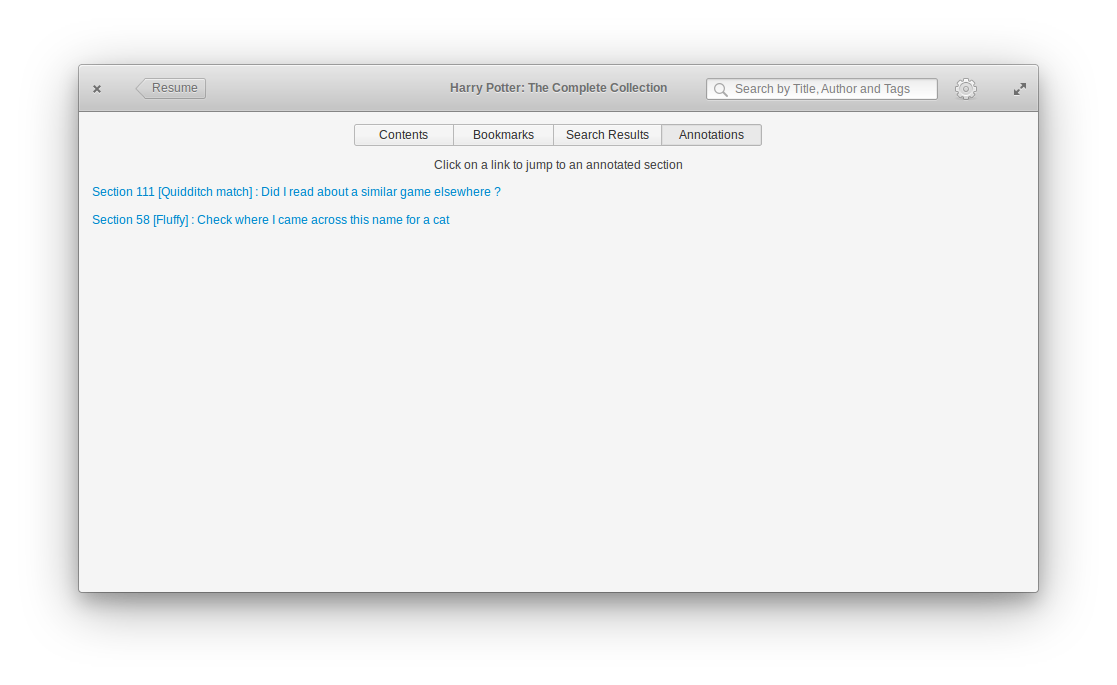 Resume
Harry Potter: The Complete Collection
Search by Title, Author and Tags
Contents
Bookmarks
Search Results
Annotations
Click on a link to jump to an annotated section
Section 111 [Quidditch match] : Did I read about a similar game elsewhere ?
Section 58 [Fluffy] : Check where I came across this name for a cat